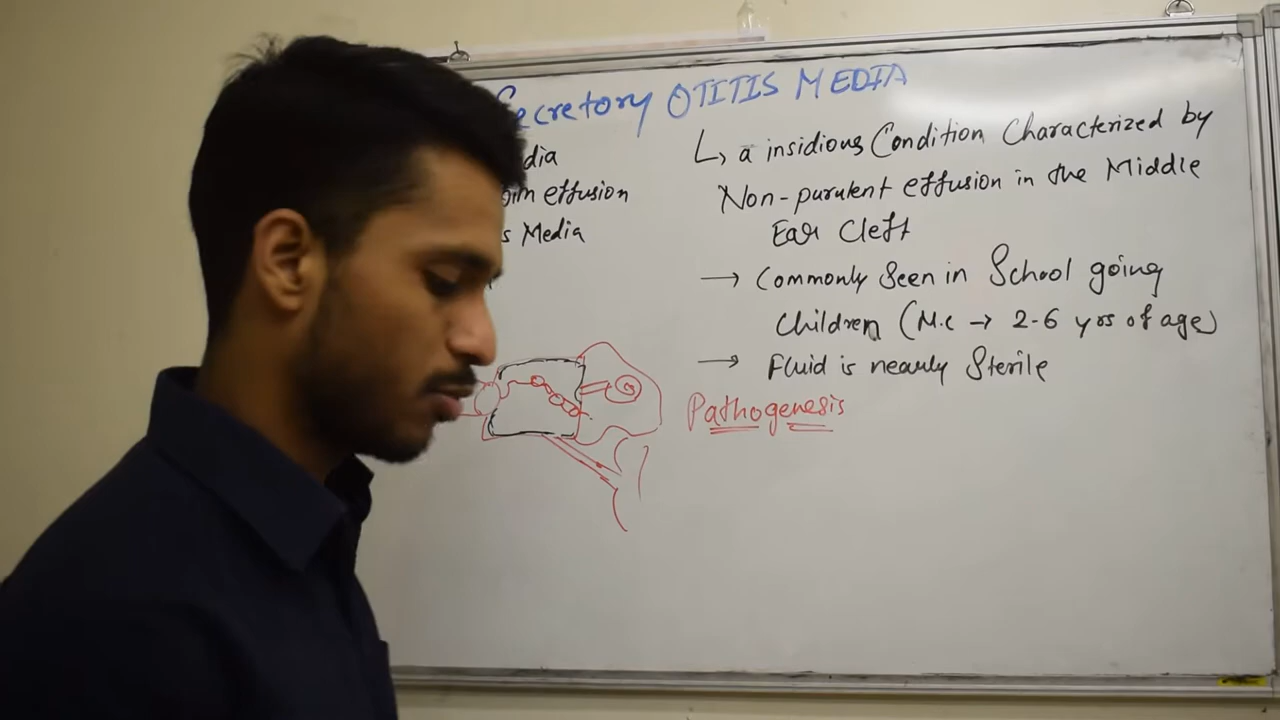 Secretory OTITIS MEDIA
dia
effusion
s Media
↳ a insidious Condition Characterized by
Non-purulent effusion in the Middle
Ear Cleft
→ Commonly Seen in School going
Children (M.C → 2-6 yrs of age)
→ Fluid is nearly Sterile
Pathogenesis